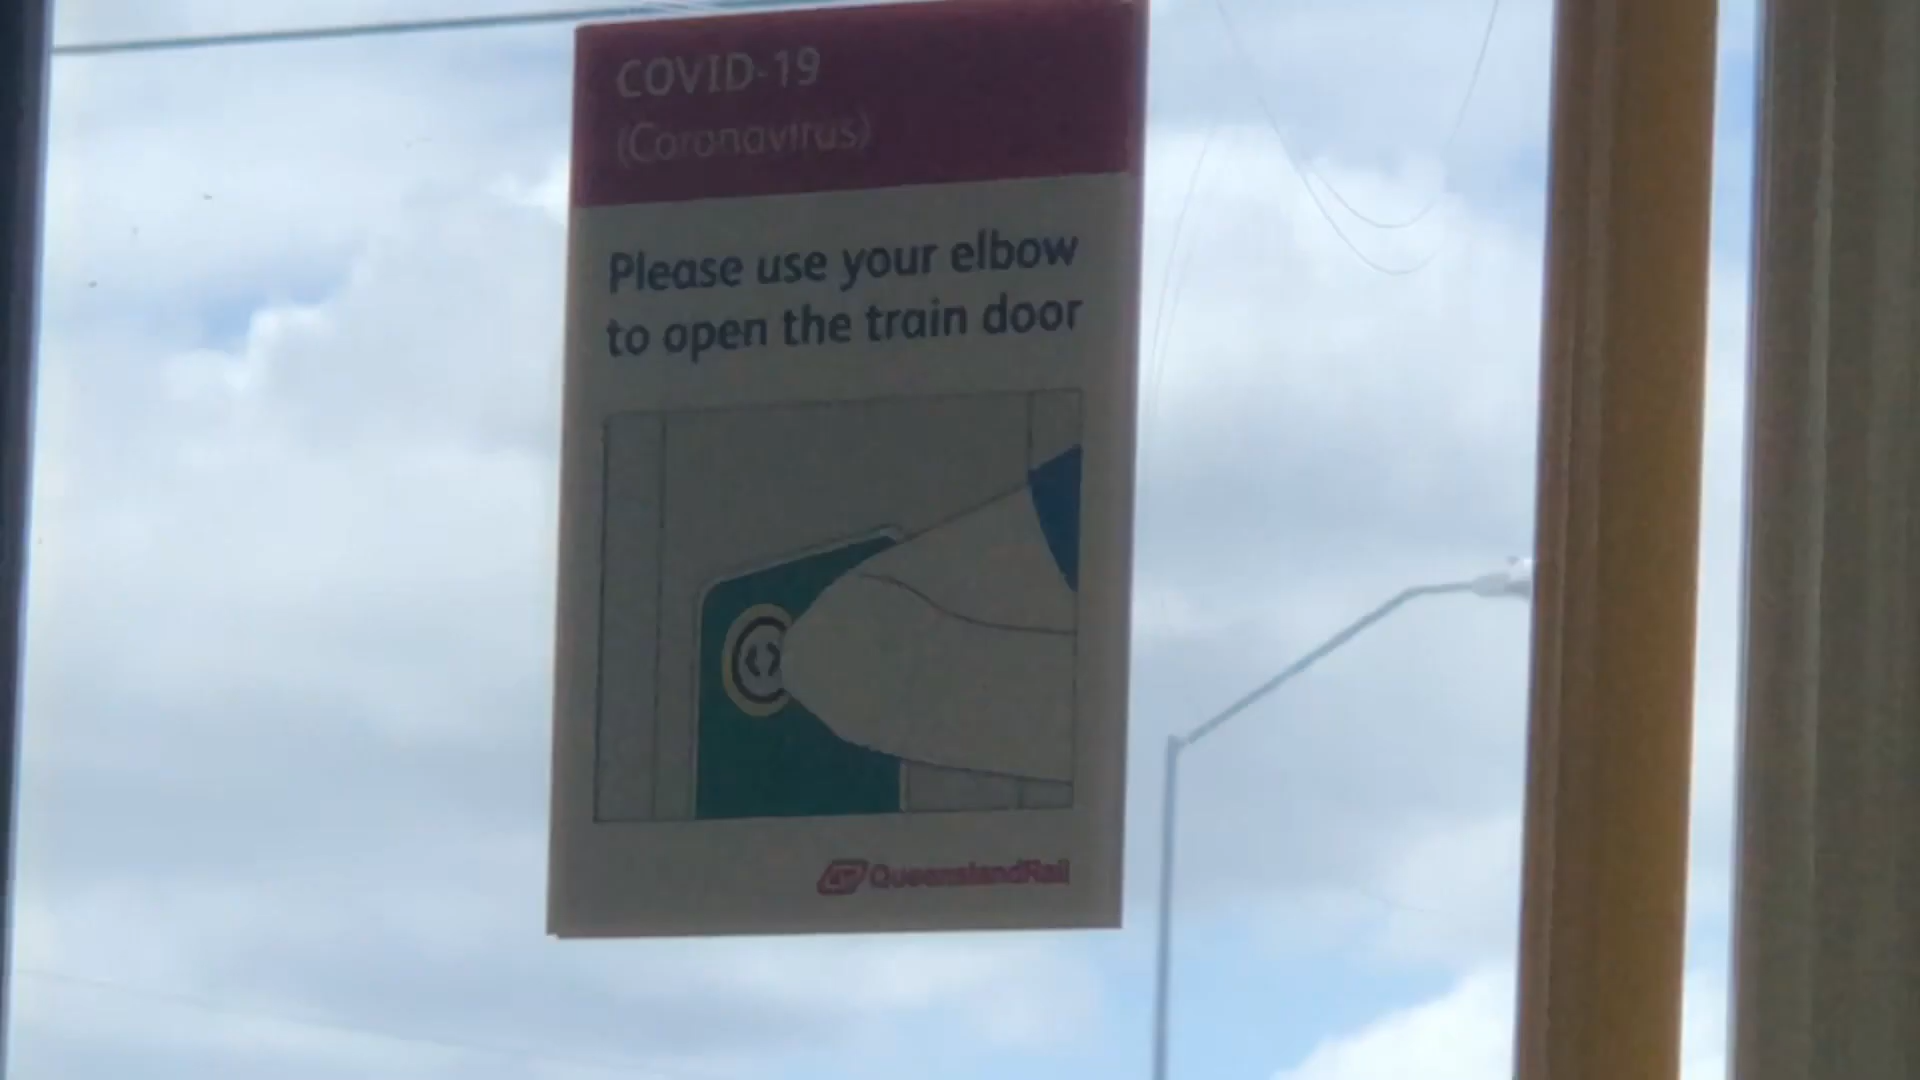 COVID-19
(Coronavirus)
Please use your elbow
to open the train door
QueenslandRail